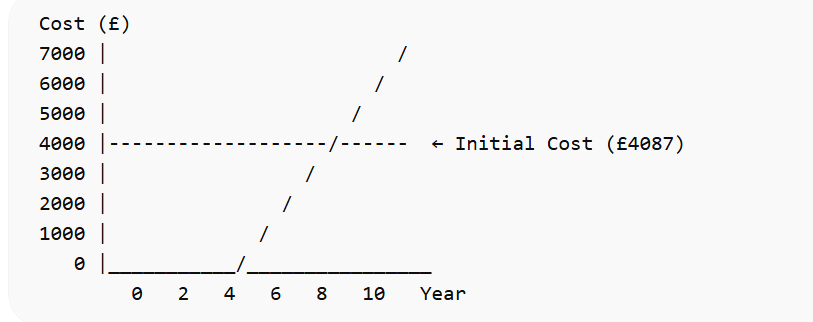 Cost (£)
7000 |                          /
6000 |                        /
5000 |                      /
4000 |-------------------/------  ← Initial Cost (£4087)
3000 |                  /
2000 |                /
1000 |              /
   0 |___________/________________
        0   2   4   6   8   10   Year